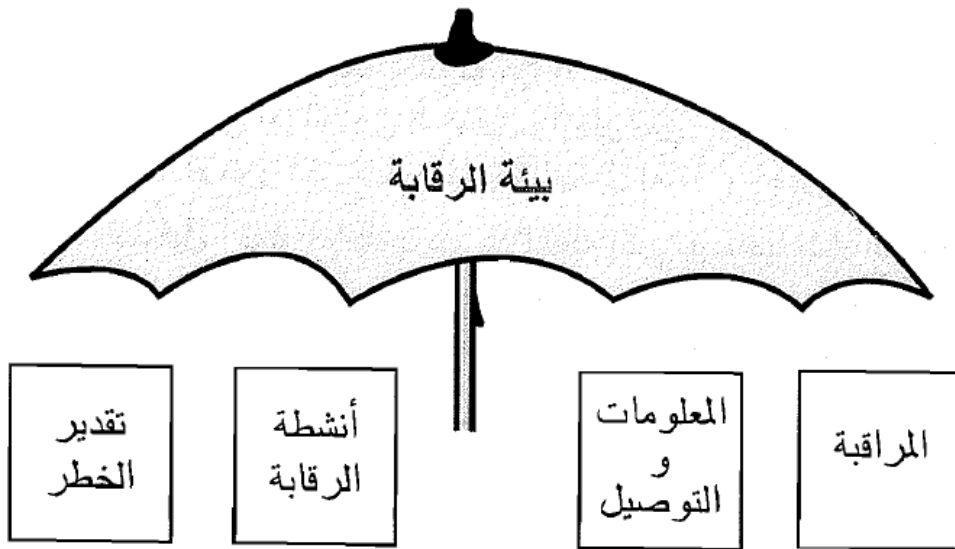 بيئة الرقابة
المراقبة
المعلومات
و
التوصيل
أنشطة
الرقابة
تقدير
الخطر